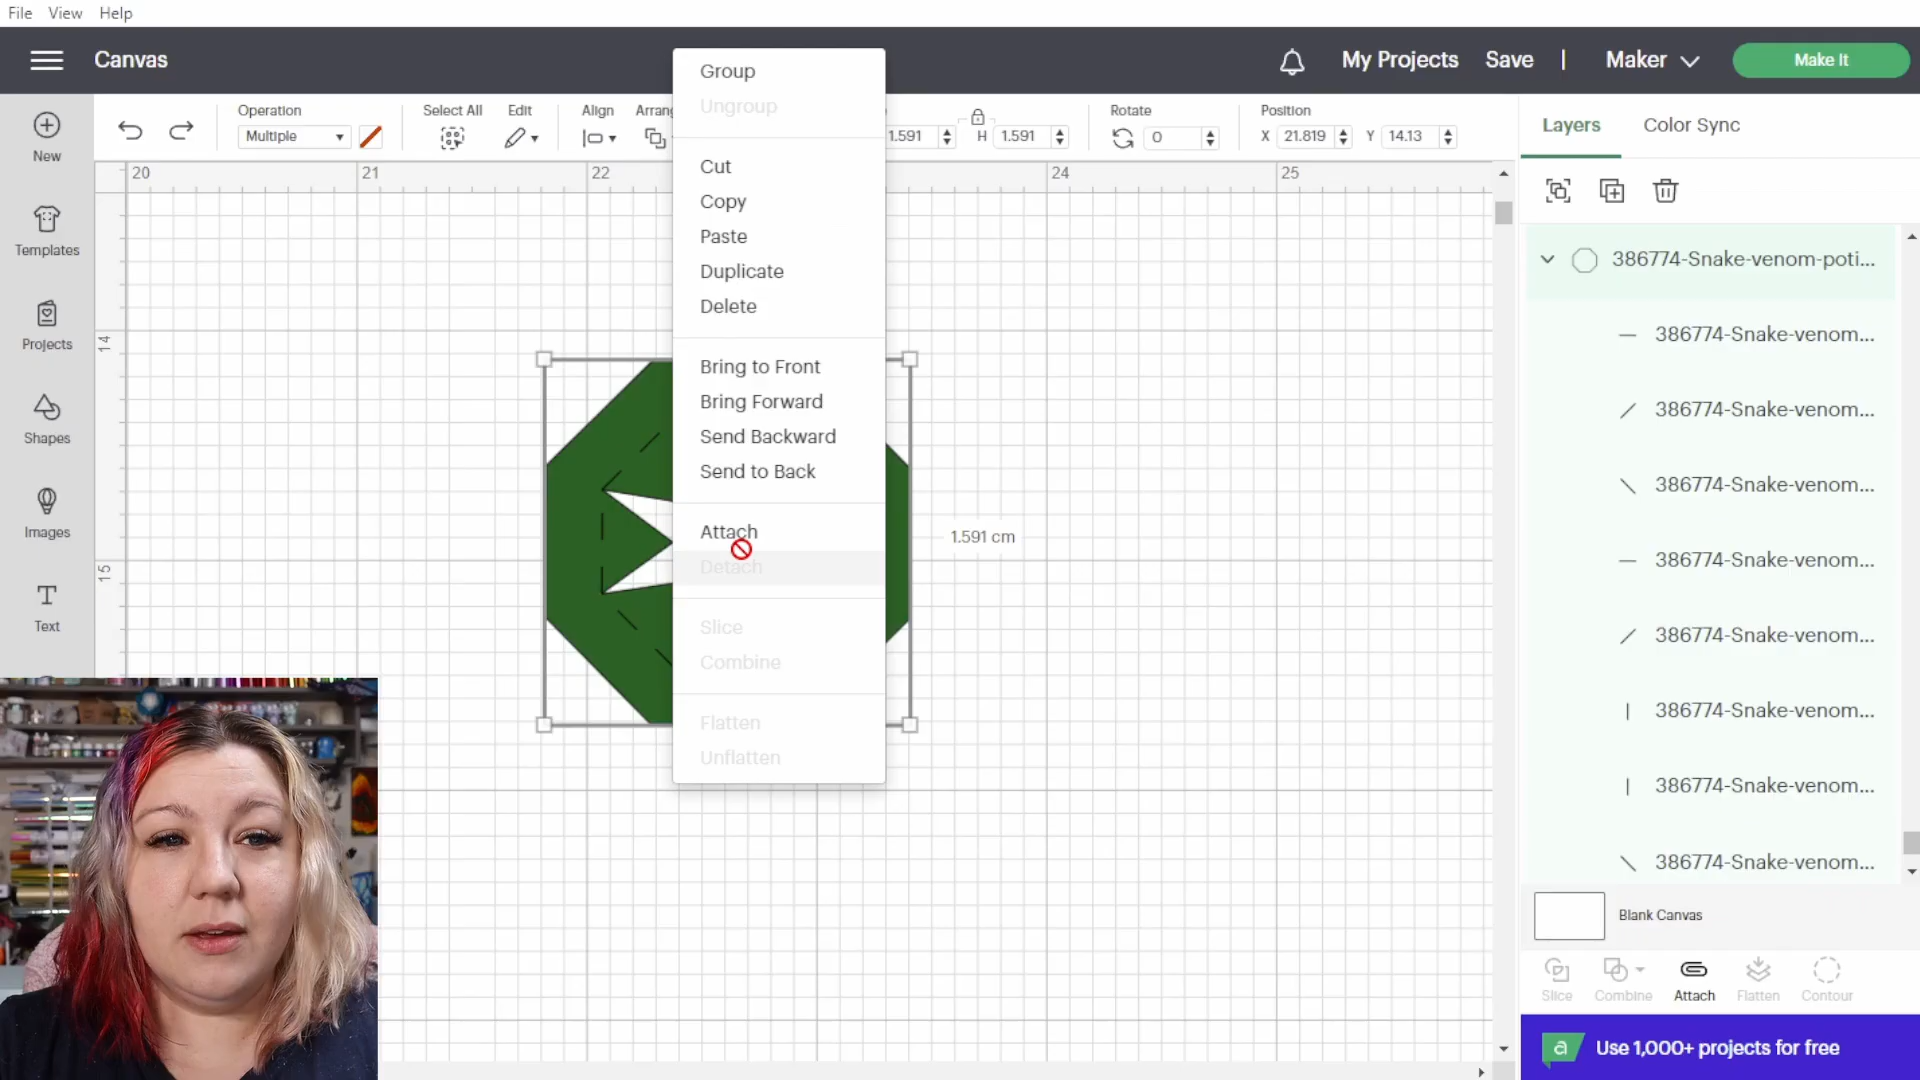 File View Help
Canvas
My Projects Save | Maker
Make It
New
Templates
Projects
Shapes
Images
Text
Operation
Multiple
Select All
Edit
Align
Arrang
1.591
H 1.591
Rotate
0
Position
X 21.819
Y 14.13
20 21 22 24 25
14
15
Group
Ungroup
Cut
Copy
Paste
Duplicate
Delete
Bring to Front
Bring Forward
Send Backward
Send to Back
Attach
Detach
Slice
Combine
Flatten
Unflatten
1.591 cm
Layers Color Sync
386774-Snake-venom-poti...
386774-Snake-venom...
386774-Snake-venom...
386774-Snake-venom...
386774-Snake-venom...
386774-Snake-venom...
386774-Snake-venom...
386774-Snake-venom...
386774-Snake-venom...
Blank Canvas
Slice Combine Attach Flatten Contour
a Use 1,000+ projects for free